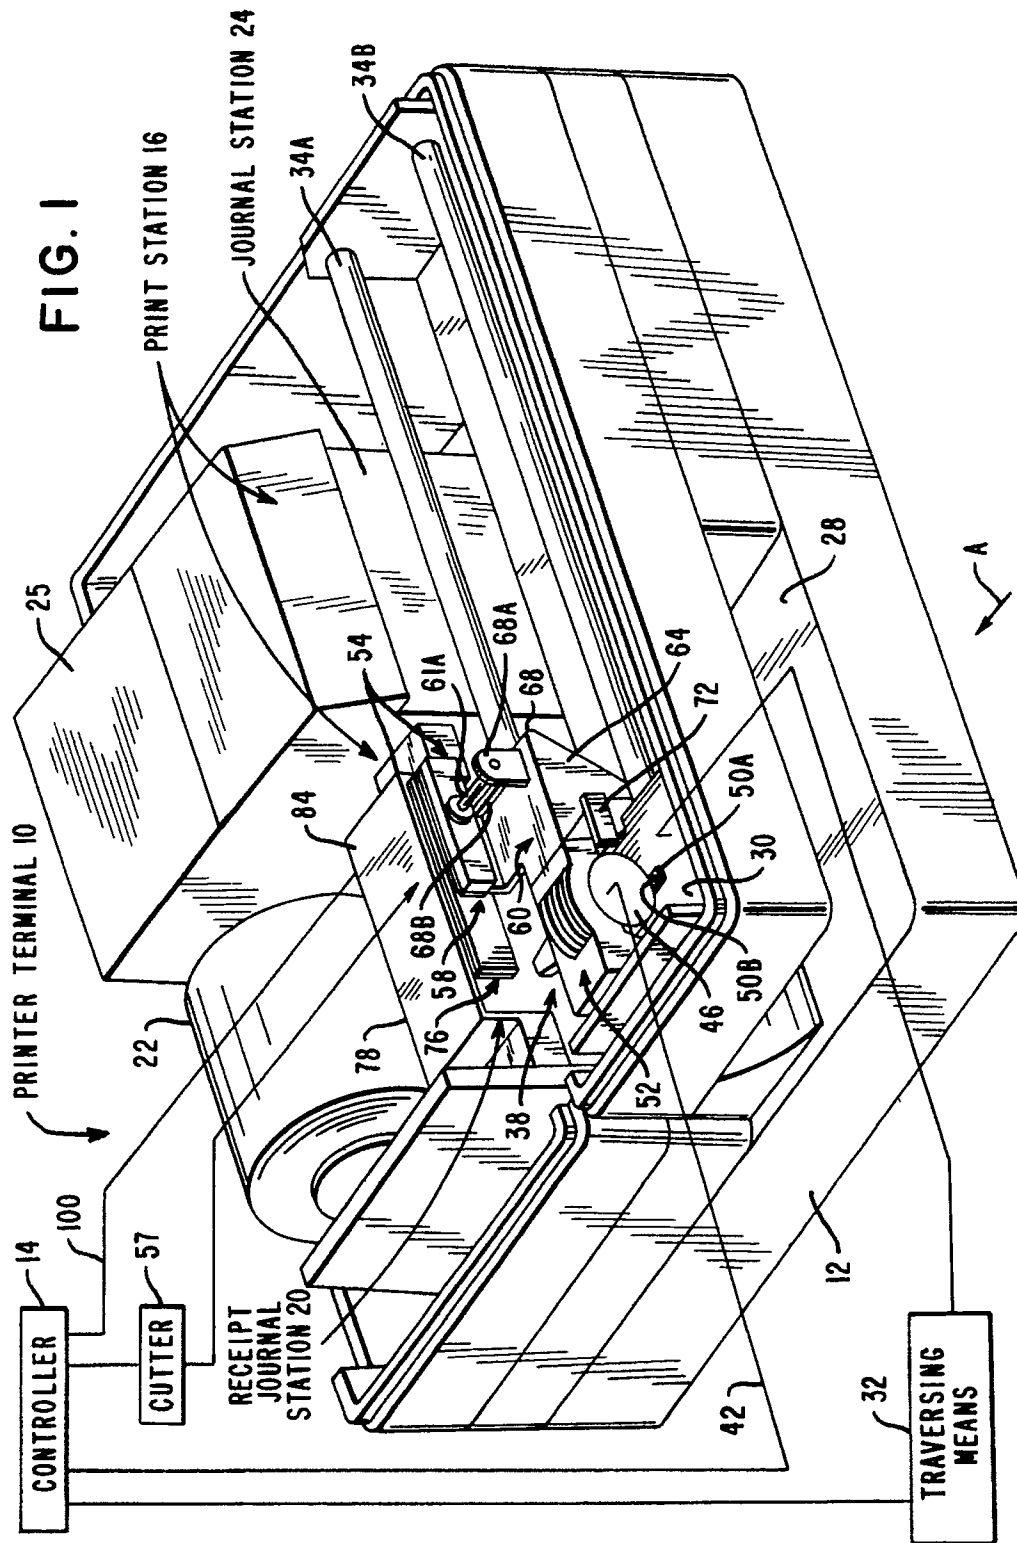 FIG. 1
PRINTER TERMINAL 10
PRINT STATION 16
JOURNAL STATION 24
34A
34B
25
22
84
54
61A
68A
68
64
72
50A
30
28
A
CONTROLLER
14
100
CUTTER
57
78
76
68B
58
60
38
52
46
50B
RECEIPT
JOURNAL
STATION 20
12
42
32
TRAVERSING
MEANS